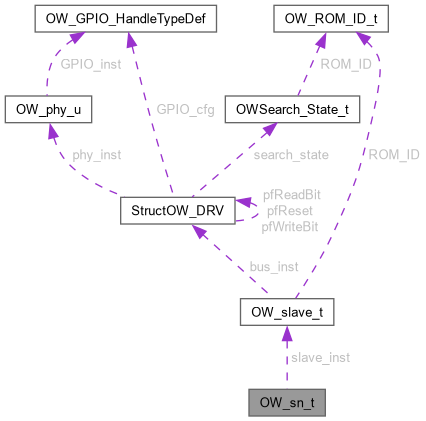 OW_GPIO_HandleTypeDef
OW_ROM_ID_t
GPIO_inst
ROM_ID
OW_phy_u
GPIO_cfg
OWSearch_State_t
phy_inst
search_state
ROM_ID
StructOW_DRV
pfReadBit
pfReset
pfWriteBit
bus_inst
OW_slave_t
slave_inst
OW_sn_t